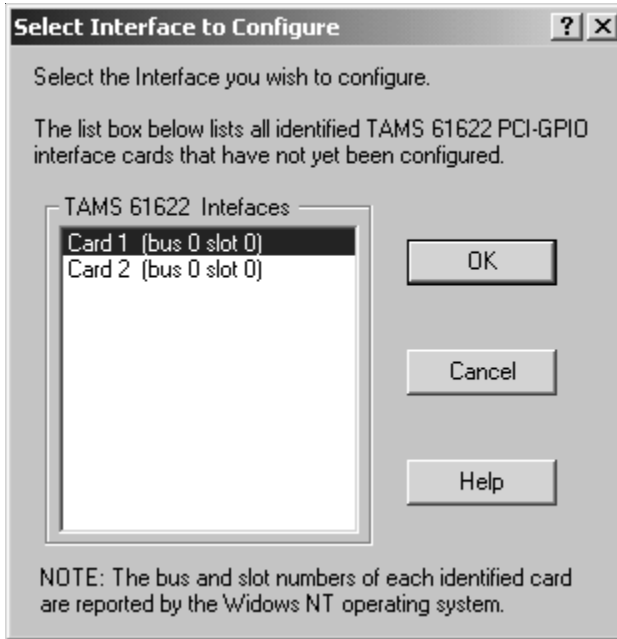 Select Interface to Configure
Select the Interface you wish to configure.
The list box below lists all identified TAMS 61622 PCI-GPIO
interface cards that have not yet been configured.
TAMS 61622 Intefaces
Card 1 (bus 0 slot 0)
Card 2 (bus 0 slot 0)
OK
Cancel
Help
NOTE: The bus and slot numbers of each identified card
are reported by the Widows NT operating system.